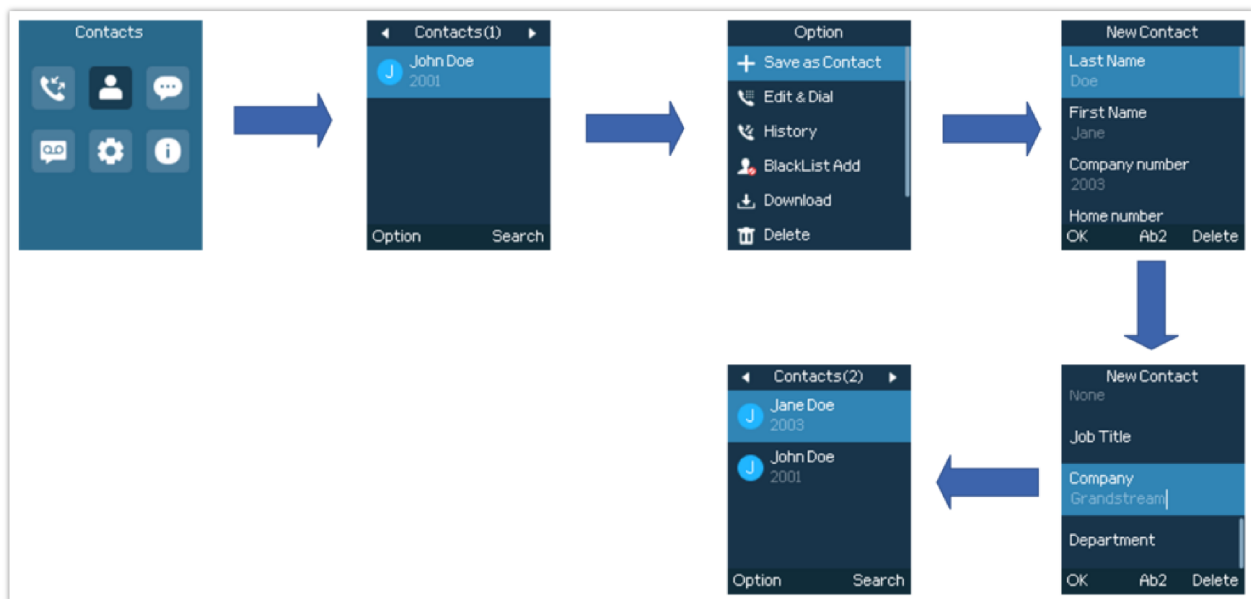 Contacts
Contacts(1)
J
John Doe
2001
Option Search
Option
Save as Contact
Edit & Dial
History
BlackList Add
Download
Delete
New Contact
Last Name
Doe
First Name
Jane
Company number
2003
Home number
OK Ab2 Delete
Contacts(2)
J
Jane Doe
2003
J
John Doe
2001
Option Search
New Contact
None
Job Title
Company
Grandstream
Department
OK Ab2 Delete